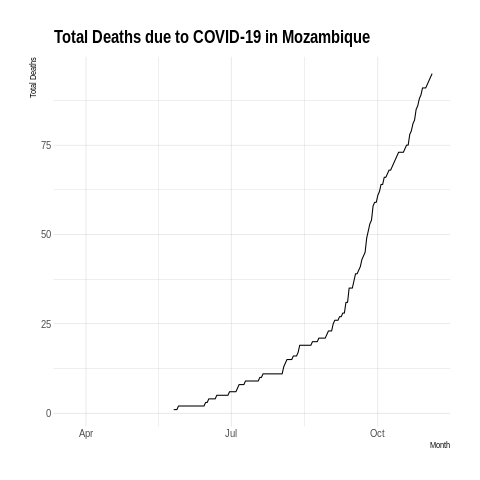 Total Deaths due to COVID-19 in Mozambique
Total Deaths
75
50
25
0
Apr
Jul
Oct
Month